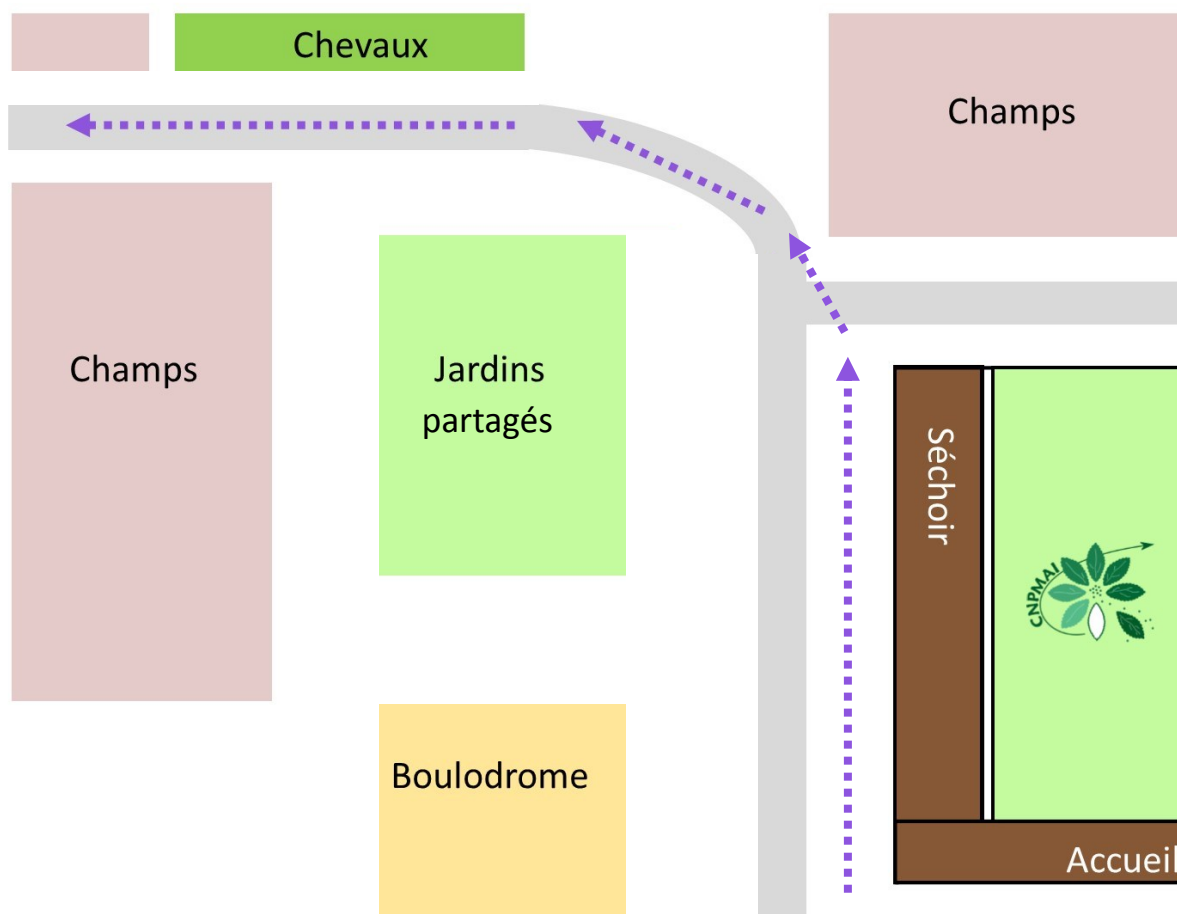 Chevaux
Champs
Champs
Jardins
partagés
Séchoir
CNPMAI
Boulodrome
Accueil